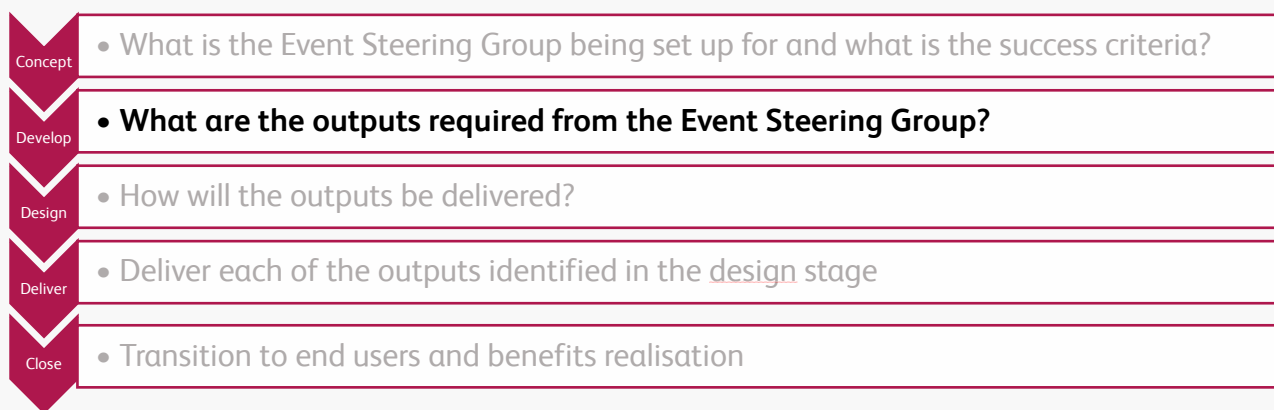 Concept
• What is the Event Steering Group being set up for and what is the success criteria?
Develop
• What are the outputs required from the Event Steering Group?
Design
• How will the outputs be delivered?
Deliver
• Deliver each of the outputs identified in the design stage
Close
• Transition to end users and benefits realisation